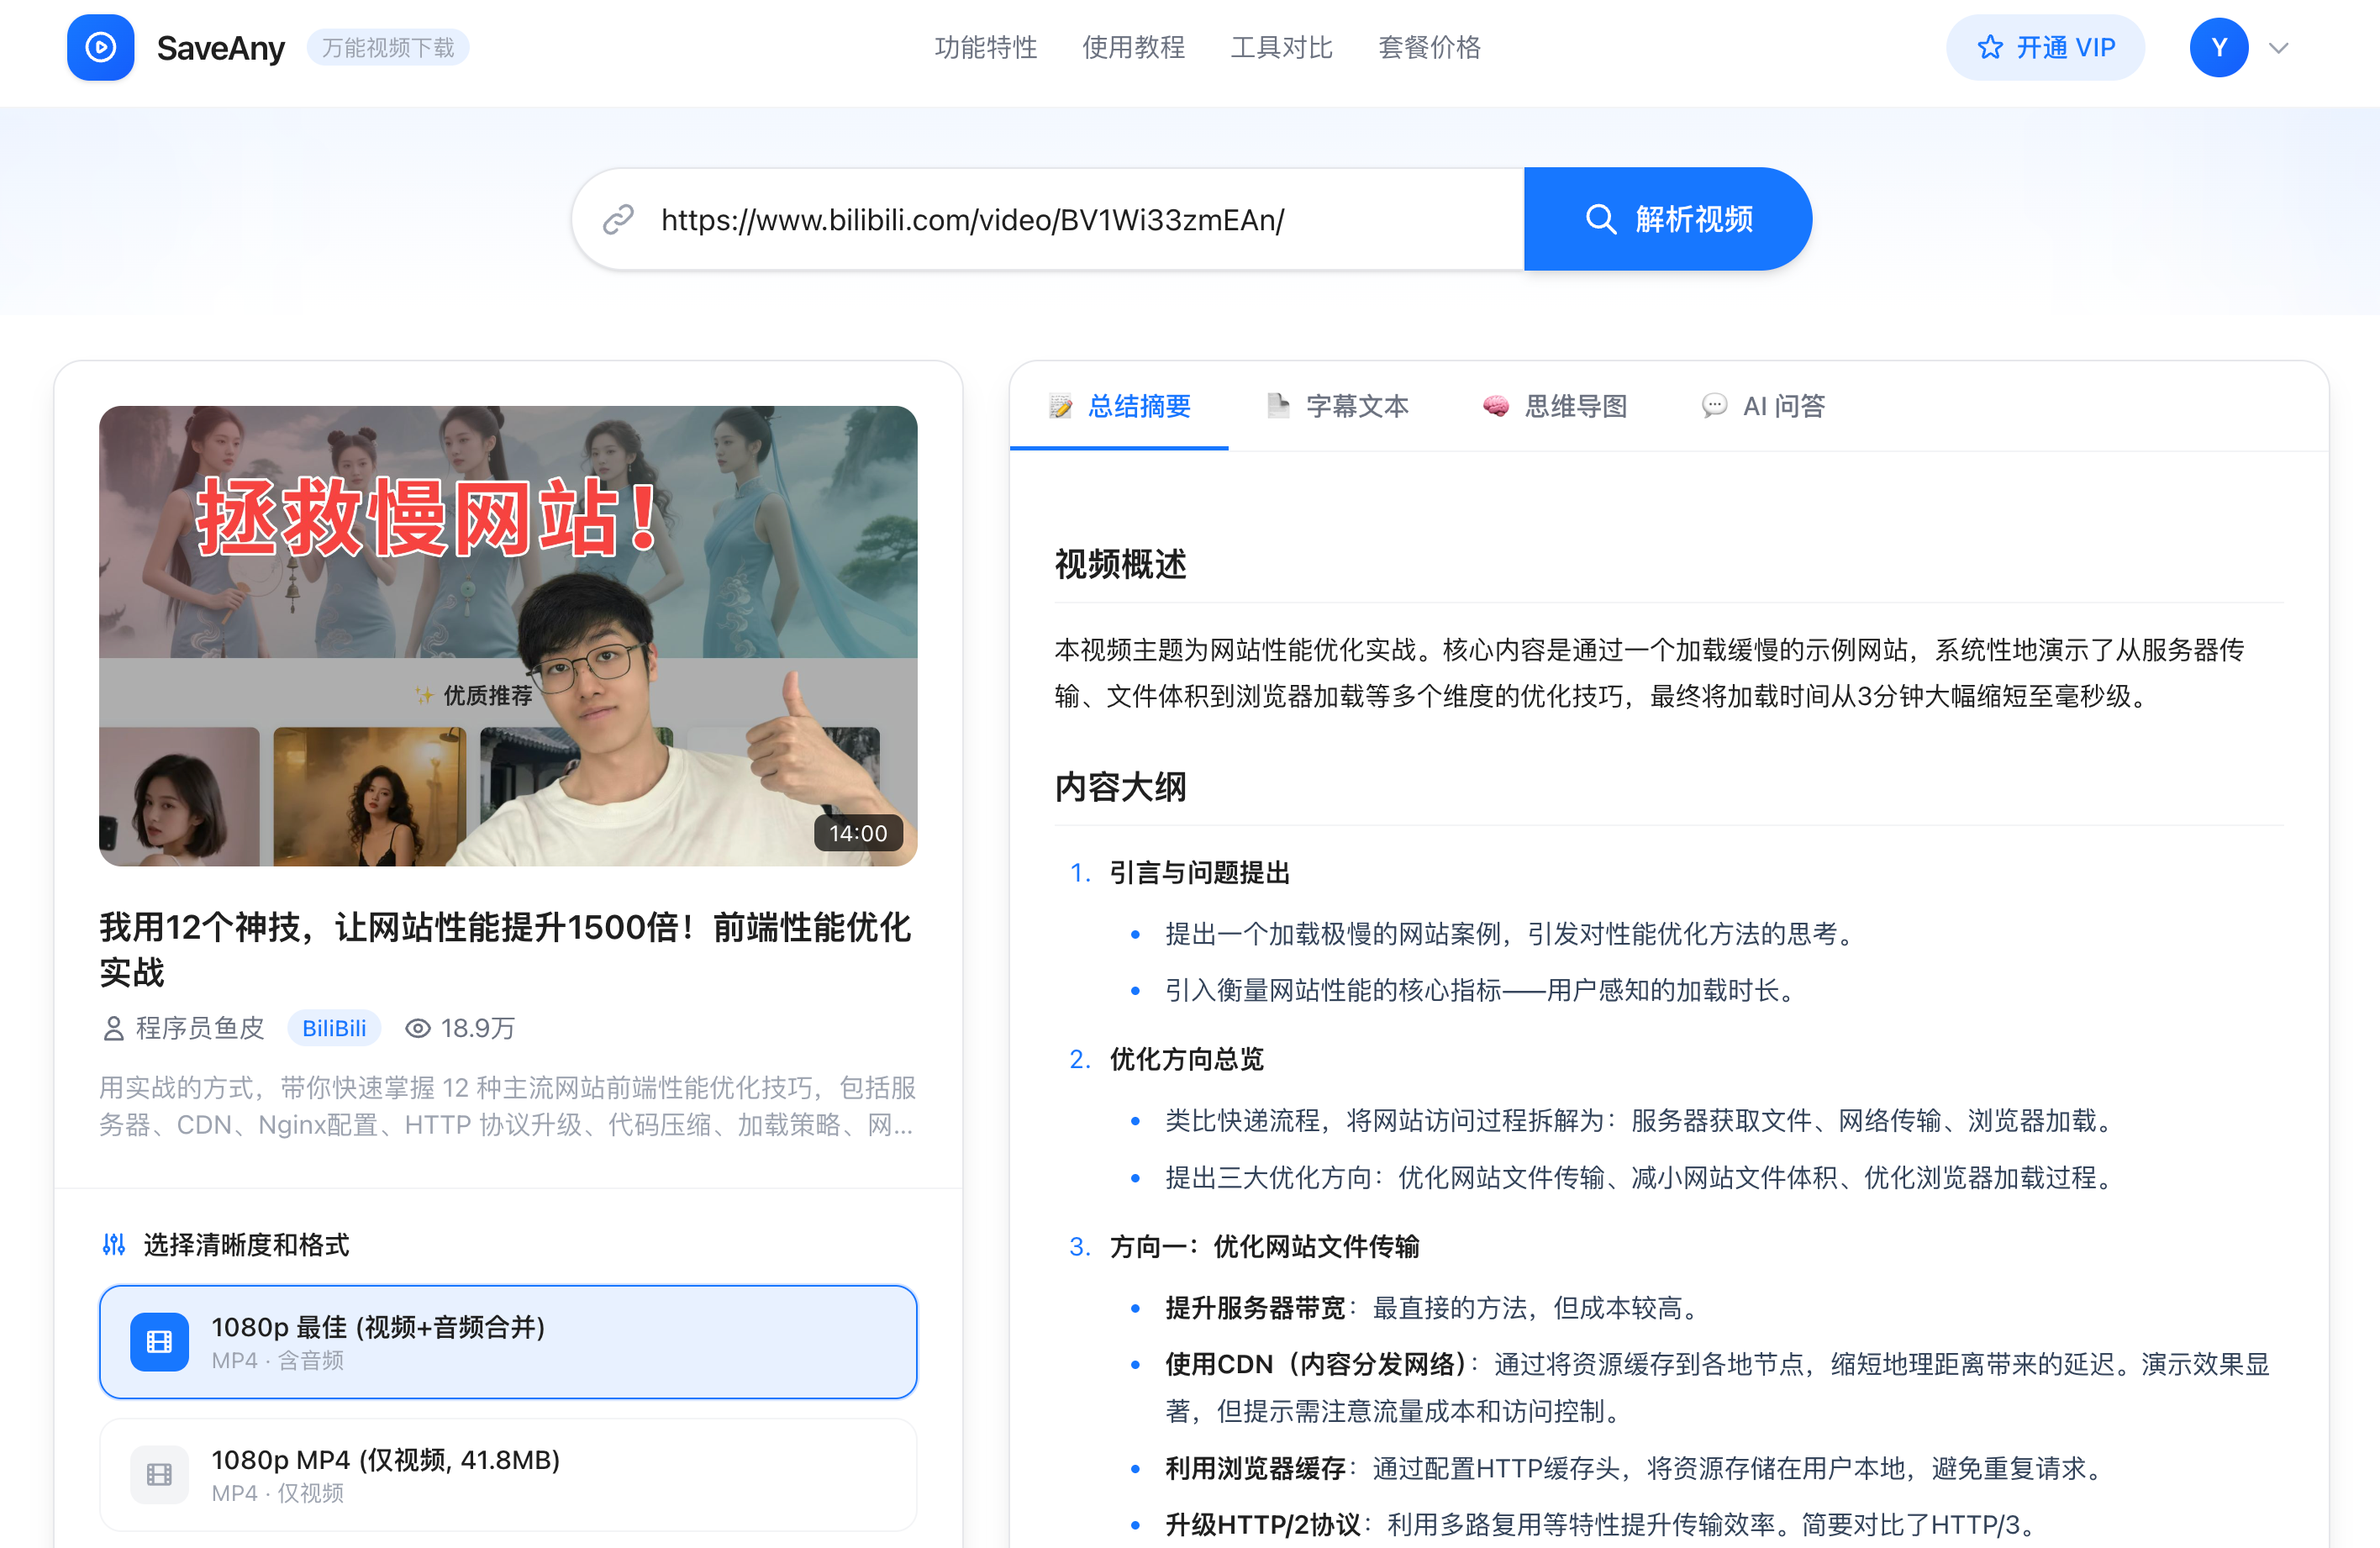 SaveAny 万能视频下载 功能特性 使用教程 工具对比 套餐价格 开通 VIP Y
https://www.bilibili.com/video/BV1Wi33zmEAn/ 解析视频
拯救慢网站!
✨ 优质推荐
14:00
我用12个神技，让网站性能提升1500倍！前端性能优化
实战
程序员鱼皮 BiliBili 18.9万
用实战的方式，带你快速掌握 12 种主流网站前端性能优化技巧，包括服
务器、CDN、Nginx配置、HTTP 协议升级、代码压缩、加载策略、网...
选择清晰度和格式
1080p 最佳 (视频+音频合并)
MP4 · 含音频
1080p MP4 (仅视频, 41.8MB)
MP4 · 仅视频
总结摘要 字幕文本 思维导图 AI 问答
视频概述
本视频主题为网站性能优化实战。核心内容是通过一个加载缓慢的示例网站，系统性地演示了从服务器传
输、文件体积到浏览器加载等多个维度的优化技巧，最终将加载时间从3分钟大幅缩短至毫秒级。
内容大纲
1. 引言与问题提出
• 提出一个加载极慢的网站案例，引发对性能优化方法的思考。
• 引入衡量网站性能的核心指标——用户感知的加载时长。
2. 优化方向总览
• 类比快递流程，将网站访问过程拆解为：服务器获取文件、网络传输、浏览器加载。
• 提出三大优化方向：优化网站文件传输、减小网站文件体积、优化浏览器加载过程。
3. 方向一：优化网站文件传输
• 提升服务器带宽：最直接的方法，但成本较高。
• 使用CDN（内容分发网络）：通过将资源缓存到各地节点，缩短地理距离带来的延迟。演示效果显
著，但提示需注意流量成本和访问控制。
• 利用浏览器缓存：通过配置HTTP缓存头，将资源存储在用户本地，避免重复请求。
• 升级HTTP/2协议：利用多路复用等特性提升传输效率。简要对比了HTTP/3。